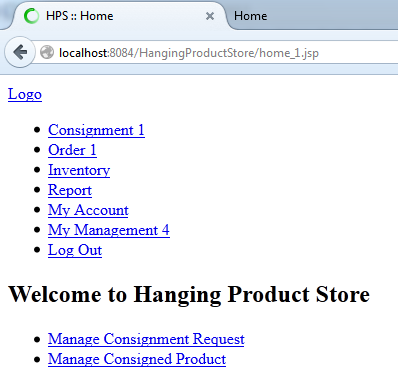 HPS :: Home
Home
localhost:8084/HangingProductStore/home_1.jsp
Logo
Consignment 1
Order 1
Inventory
Report
My Account
My Management 4
Log Out
Welcome to Hanging Product Store
Manage Consignment Request
Manage Consigned Product